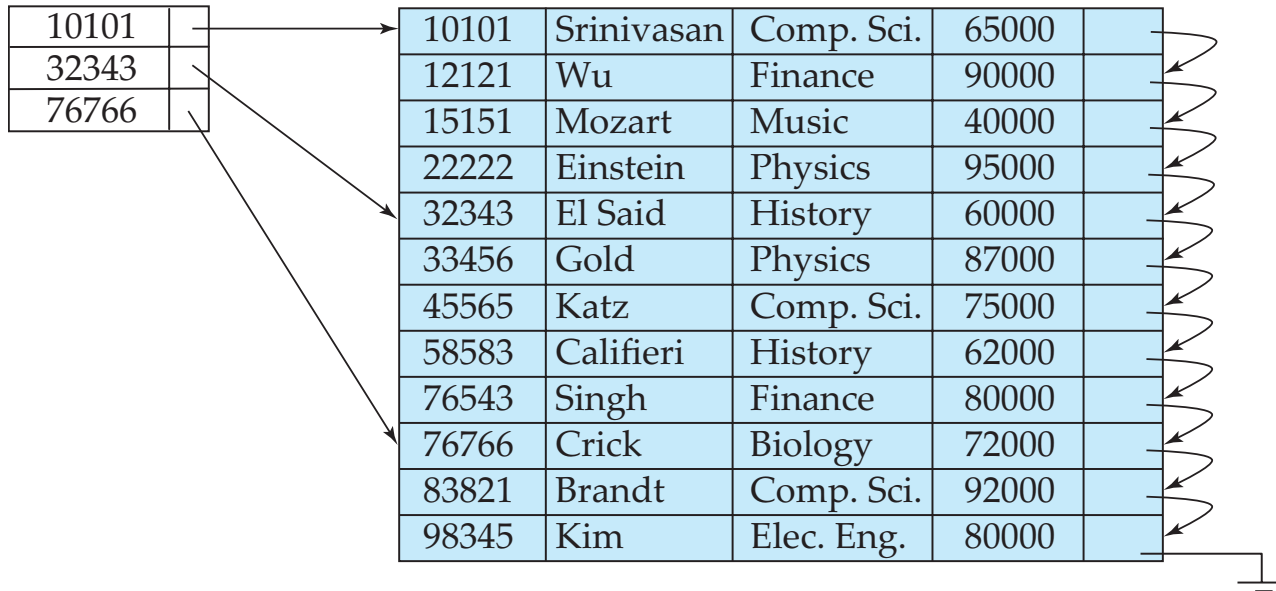 10101
32343
76766
10101 Srinivasan Comp. Sci. 65000
12121 Wu Finance 90000
15151 Mozart Music 40000
22222 Einstein Physics 95000
32343 El Said History 60000
33456 Gold Physics 87000
45565 Katz Comp. Sci. 75000
58583 Califieri History 62000
76543 Singh Finance 80000
76766 Crick Biology 72000
83821 Brandt Comp. Sci. 92000
98345 Kim Elec. Eng. 80000